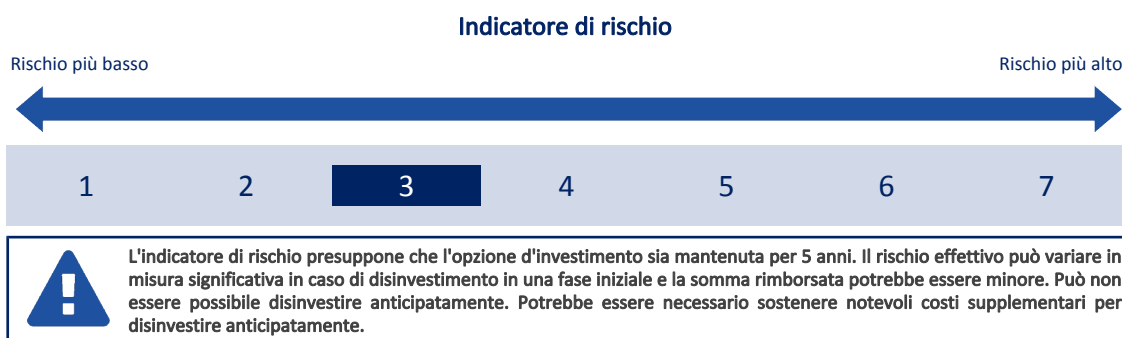 Indicatore di rischio
Rischio più basso
Rischio più alto
1 2 3 4 5 6 7
L'indicatore di rischio presuppone che l'opzione d'investimento sia mantenuta per 5 anni. Il rischio effettivo può variare in
misura significativa in caso di disinvestimento in una fase iniziale e la somma rimborsata potrebbe essere minore. Può non
essere possibile disinvestire anticipatamente. Potrebbe essere necessario sostenere notevoli costi supplementari per
disinvestire anticipatamente.